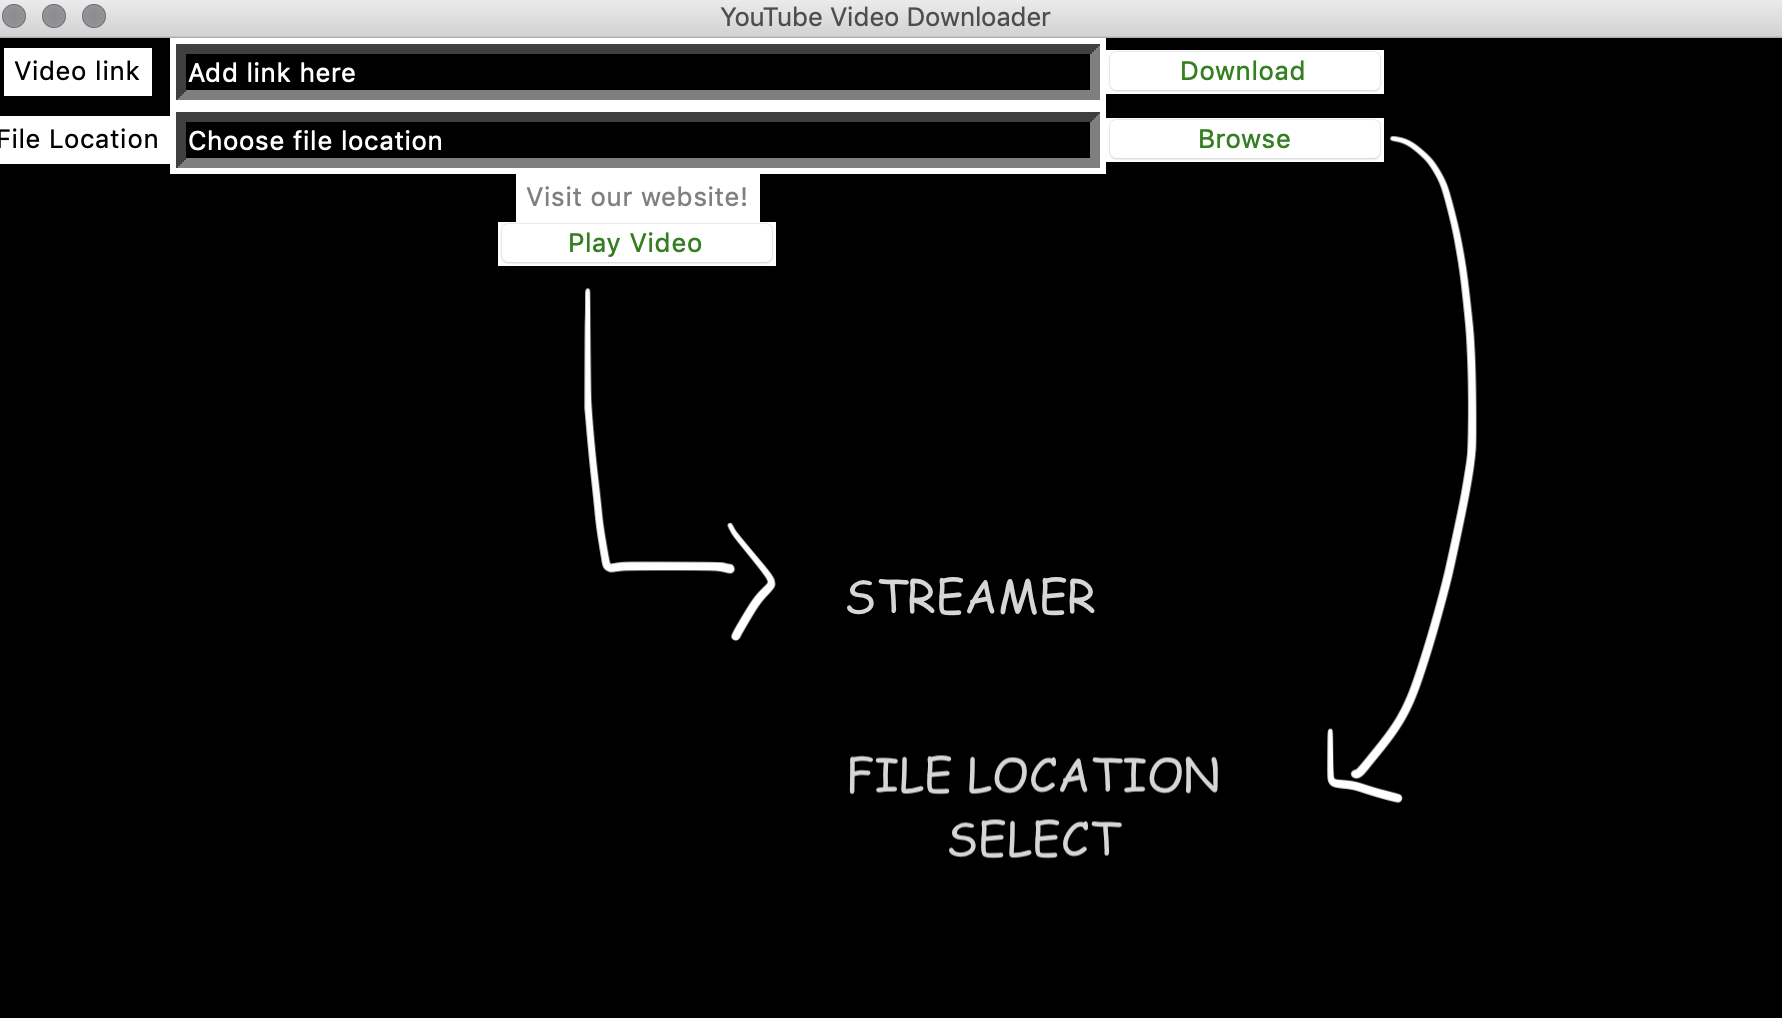 YouTube Video Downloader
Video link
Add link here
Download
File Location
Choose file location
Browse
Visit our website!
Play Video
STREAMER
FILE LOCATION
SELECT